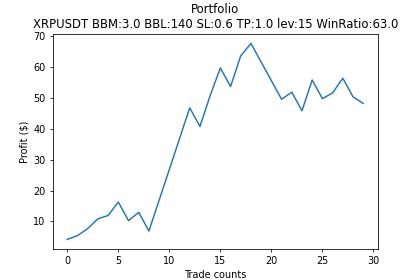 Portfolio
XRPUSDT BBM:3.0 BBL:140 SL:0.6 TP:1.0 lev:15 WinRatio:63.0
70
60
50
40
30
20
10
Profit ($)
0 5 10 15 20 25 30
Trade counts